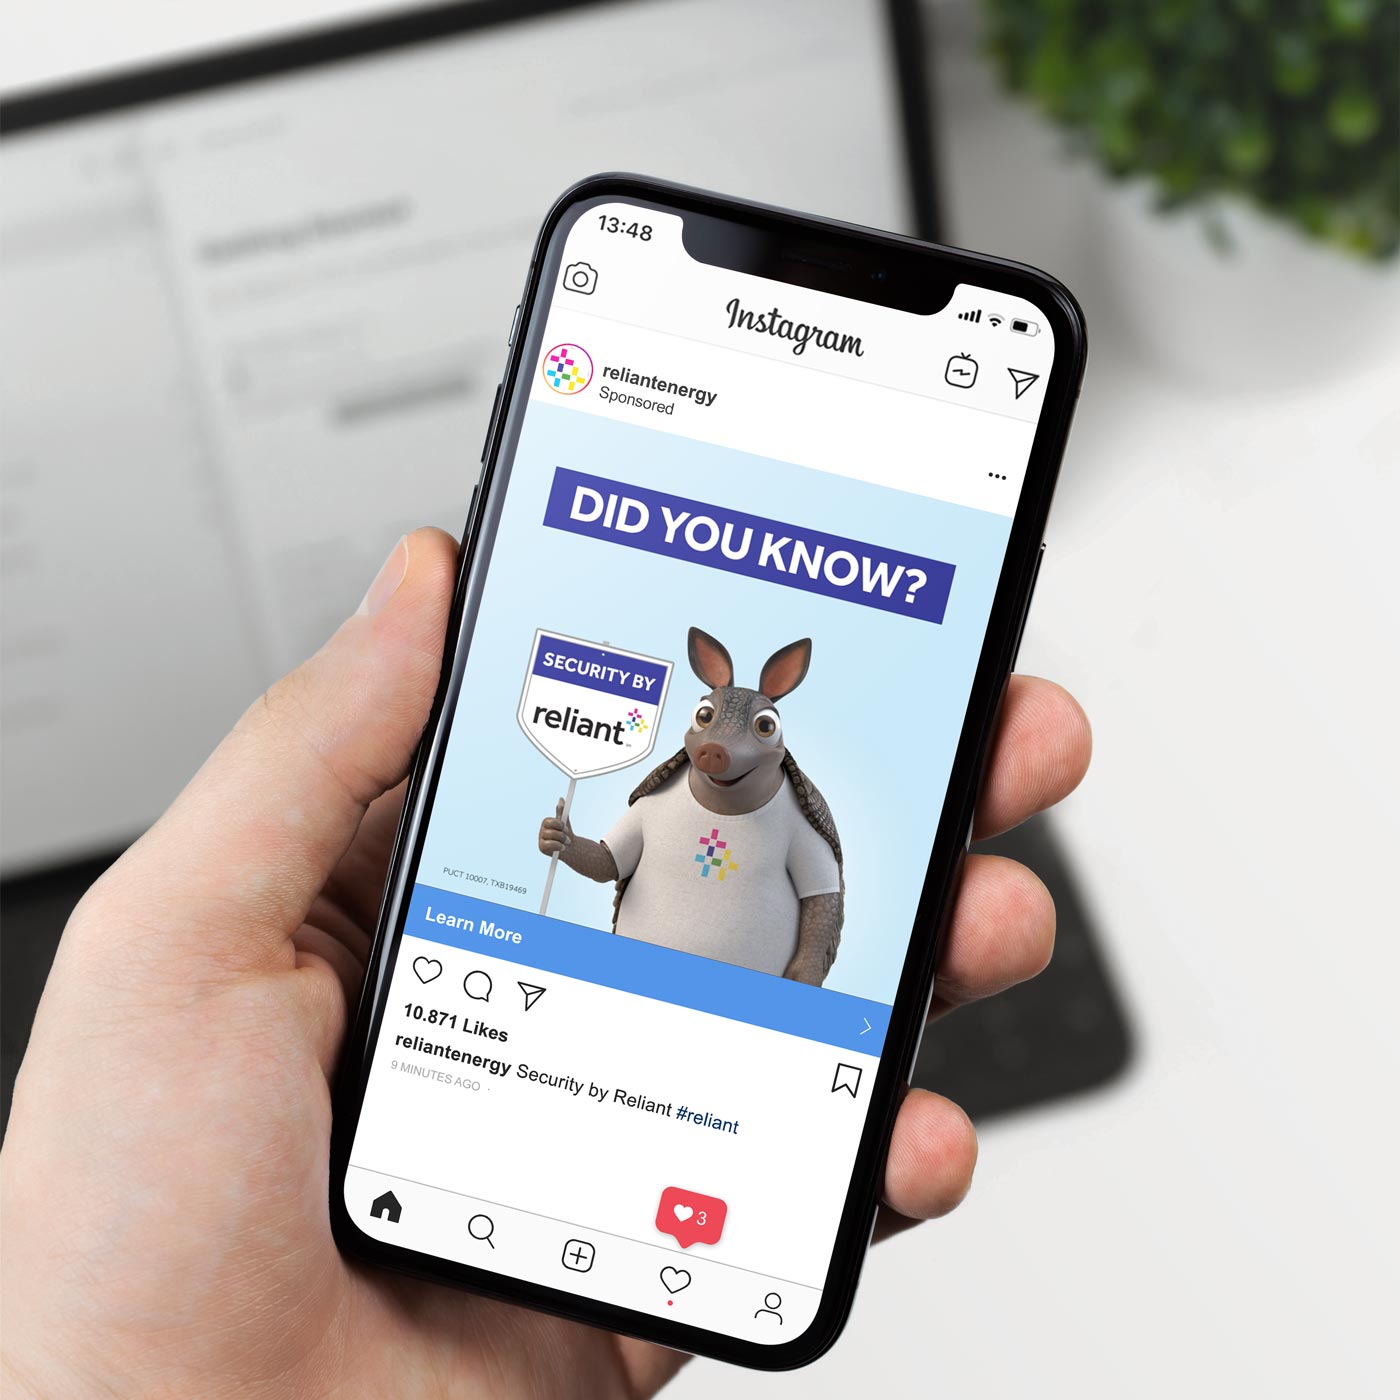 13:48
Instagram
reliantenergy
Sponsored
DID YOU KNOW?
SECURITY BY
reliant
PUCT 10007, TXB19469
Learn More
10.871 Likes
reliantenergy Security by Reliant #reliant
9 MINUTES AGO ·
3